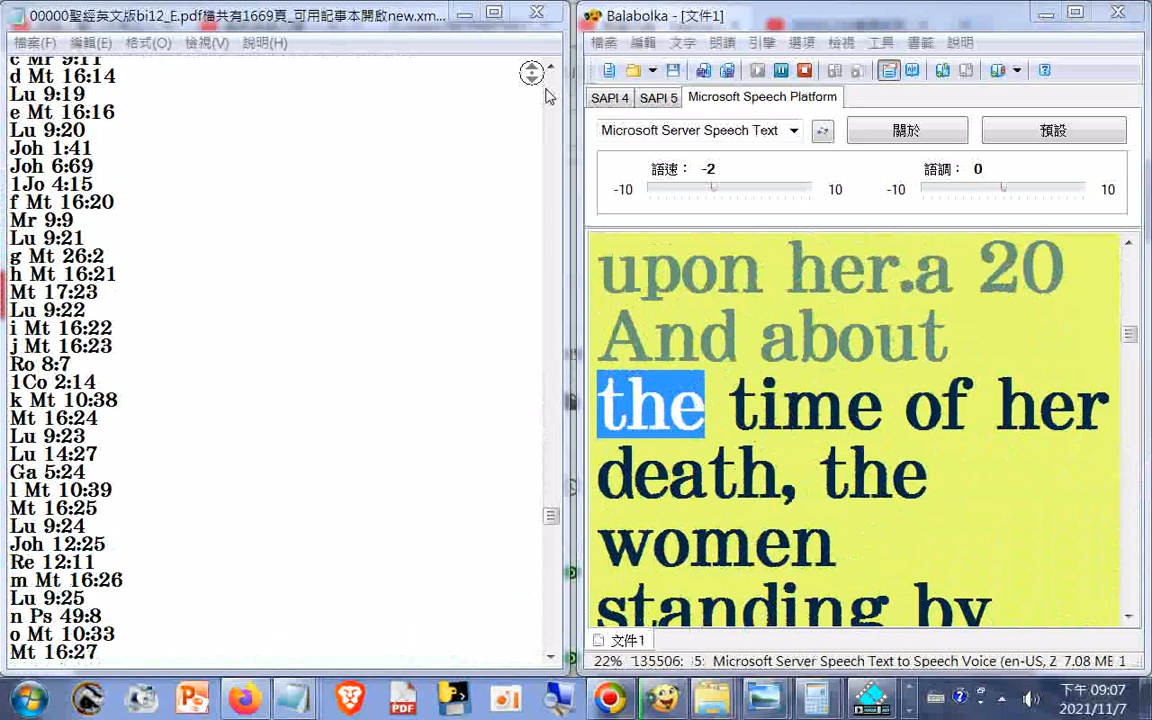 00000聖經英文版bi12_E.pdf檔共有1669頁_可用記事本開啟new.xm...
檔案(F) 編輯(E) 格式(O) 檢視(V) 說明(H)
c Mr 9:11
d Mt 16:14
Lu 9:19
e Mt 16:16
Lu 9:20
Joh 1:41
Joh 6:69
1Jo 4:15
f Mt 16:20
Mr 9:9
Lu 9:21
g Mt 26:2
h Mt 16:21
Mt 17:23
Lu 9:22
i Mt 16:22
j Mt 16:23
Ro 8:7
1Co 2:14
k Mt 10:38
Mt 16:24
Lu 9:23
Lu 14:27
Ga 5:24
l Mt 10:39
Mt 16:25
Lu 9:24
Joh 12:25
Re 12:11
m Mt 16:26
Lu 9:25
n Ps 49:8
o Mt 10:33
Mt 16:27
Balabolka - [文件1]
檔案 編輯 文字 朗讀 引擎 選項 檢視 工具 書籤 說明
SAPI 4 SAPI 5 Microsoft Speech Platform
Microsoft Server Speech Text 關於 預設
語速： -2 語調： 0
-10 10 -10 10
upon her.a 20
And about
the time of her
death, the
women
standing by
文件1
22% 135506: 5: Microsoft Server Speech Text to Speech Voice (en-US, Z 7.08 MB 1
PDF
下午 09:07
2021/11/7